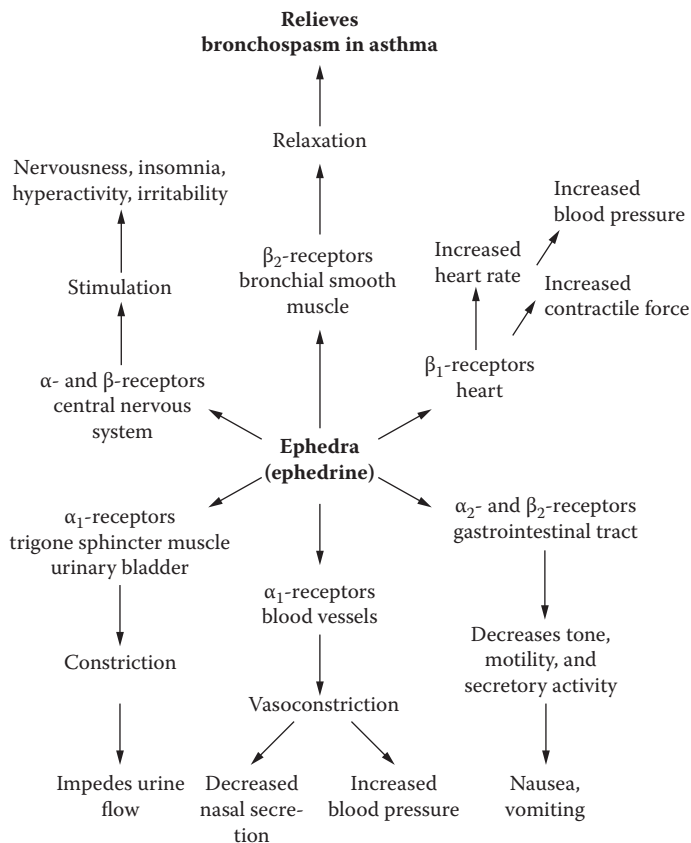 Relieves
bronchospasm in asthma
Relaxation
Nervousness, insomnia,
hyperactivity, irritability
Stimulation
α- and β-receptors
central nervous
system
β₂-receptors
bronchial smooth
muscle
Increased
blood pressure
Increased
heart rate
Increased
contractile force
β₁-receptors
heart
Ephedra
(ephedrine)
α₁-receptors
trigone sphincter muscle
urinary bladder
Constriction
Impedes urine
flow
α₁-receptors
blood vessels
Vasoconstriction
Decreased
nasal secre-
tion
Increased
blood pressure
α₂- and β₂-receptors
gastrointestinal tract
Decreases tone,
motility, and
secretory activity
Nausea,
vomiting